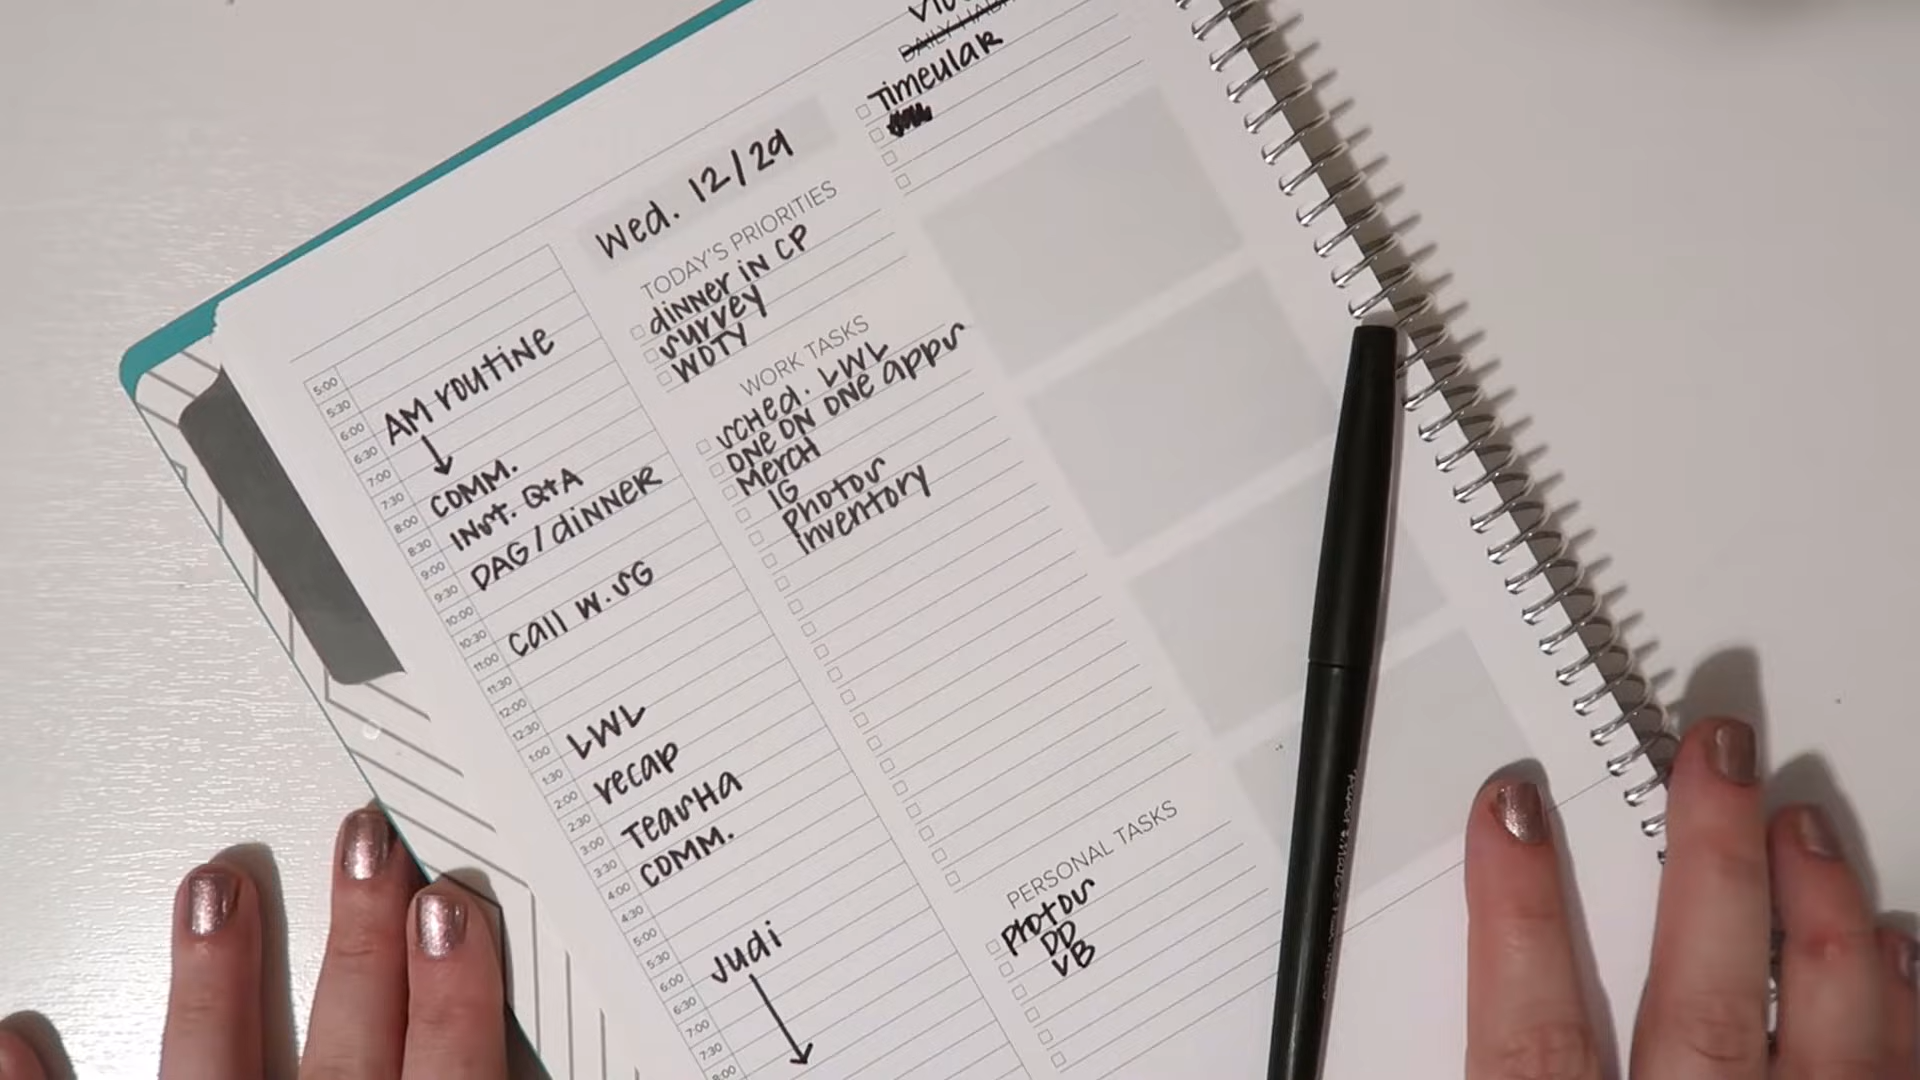 Wed. 12/29
TODAY'S PRIORITIES
dinner in CP
survey
WOTY
WORK TASKS
sched. LWL
one on one appr
Merch
IG
photos
inventory
PERSONAL TASKS
photos
DD
VB
DAILY
Timeular
5:00
5:30
6:00
AM routine
6:30
7:00
7:30
COMM.
8:00
Inst. Q+A
8:30
DAG/dinner
9:00
9:30
10:00
call w. SG
10:30
11:00
11:30
12:00
12:30
LWL
1:00
1:30
recap
2:00
2:30
Teasha
3:00
3:30
COMM.
4:00
4:30
5:00
5:30
Judi
6:00
6:30
7:00
7:30
8:00